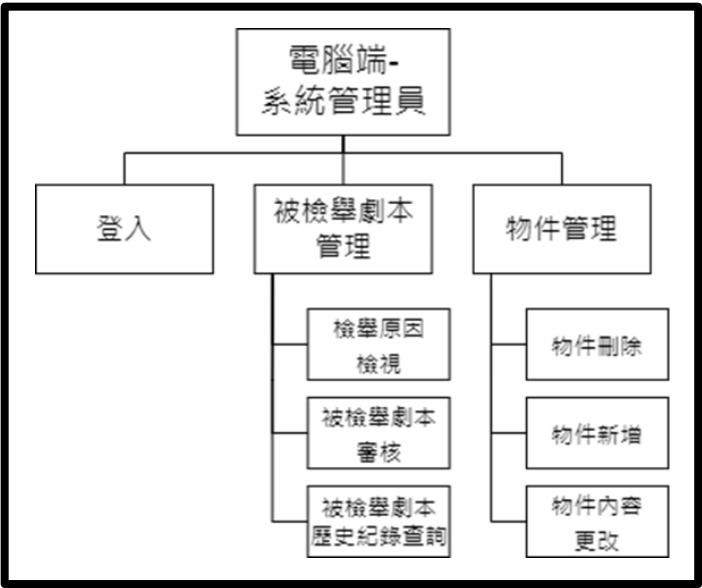 電腦端-
系統管理員
登入
被檢舉劇本
管理
物件管理
檢舉原因
檢視
物件刪除
被檢舉劇本
審核
物件新增
被檢舉劇本
歷史紀錄查詢
物件內容
更改